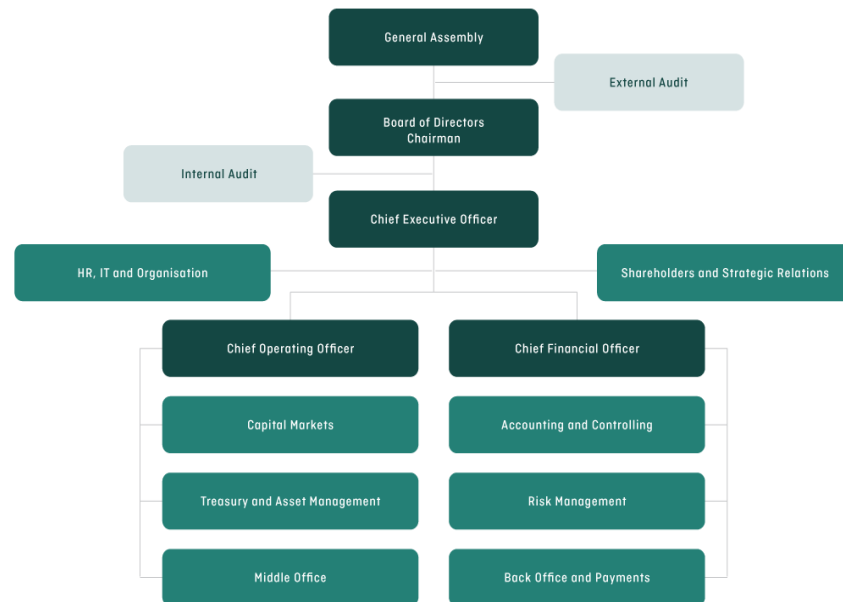 General Assembly
External Audit
Board of Directors
Chairman
Internal Audit
Chief Executive Officer
HR, IT and Organisation
Shareholders and Strategic Relations
Chief Operating Officer
Chief Financial Officer
Capital Markets
Accounting and Controlling
Treasury and Asset Management
Risk Management
Middle Office
Back Office and Payments